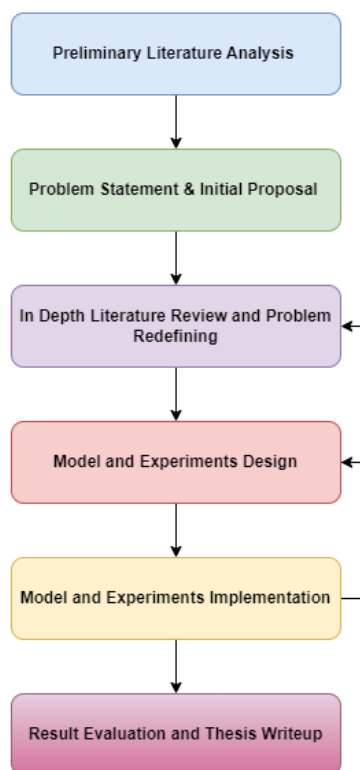 Preliminary Literature Analysis
Problem Statement & Initial Proposal
In Depth Literature Review and Problem
Redefining
Model and Experiments Design
Model and Experiments Implementation
Result Evaluation and Thesis Writeup